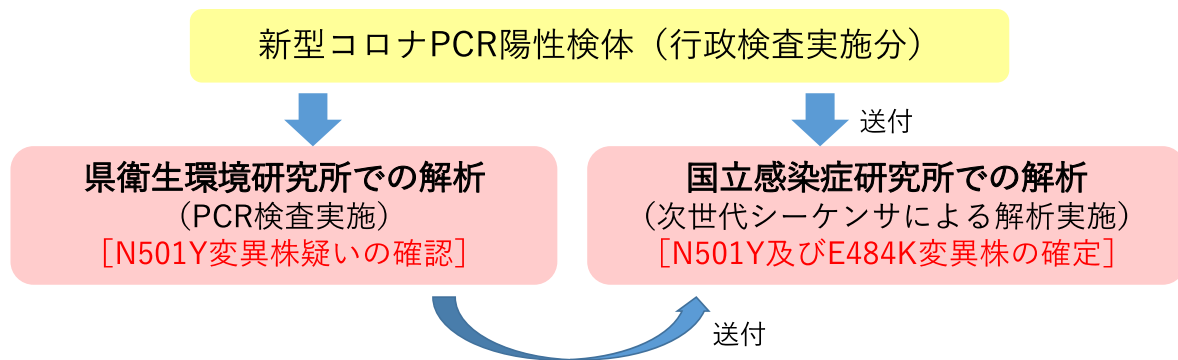 新型コロナPCR陽性検体（行政検査実施分）
送付
県衛生環境研究所での解析
（PCR検査実施）
［N501Y変異株疑いの確認］
国立感染症研究所での解析
（次世代シーケンサによる解析実施）
［N501Y及びE484K変異株の確定］
送付